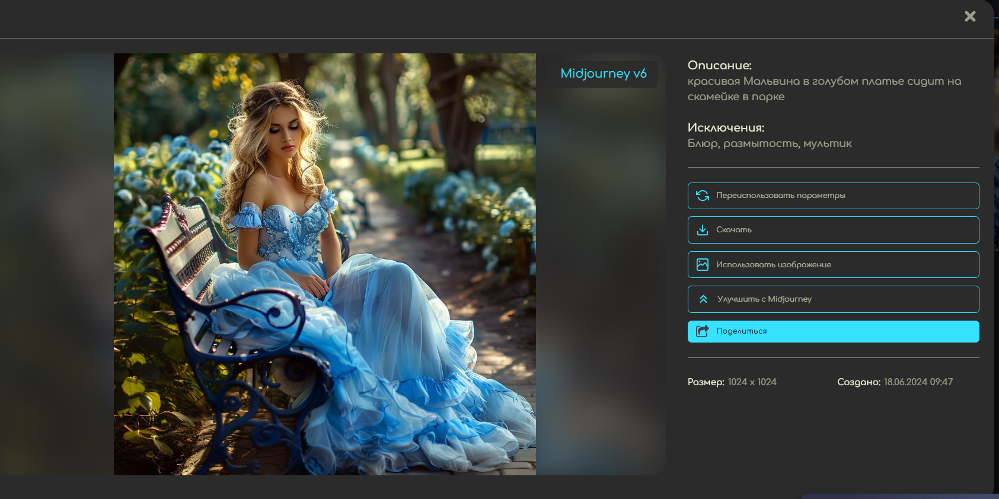 Midjourney v6
Описание:
красивая Мальвина в голубом платье сидит на
скамейке в парке
Исключения:
Блюр, размытость, мультик
Переиспользовать параметры
Скачать
Использовать изображение
Улучшить с Midjourney
Поделиться
Размер: 1024 x 1024
Создано: 18.06.2024 09:47